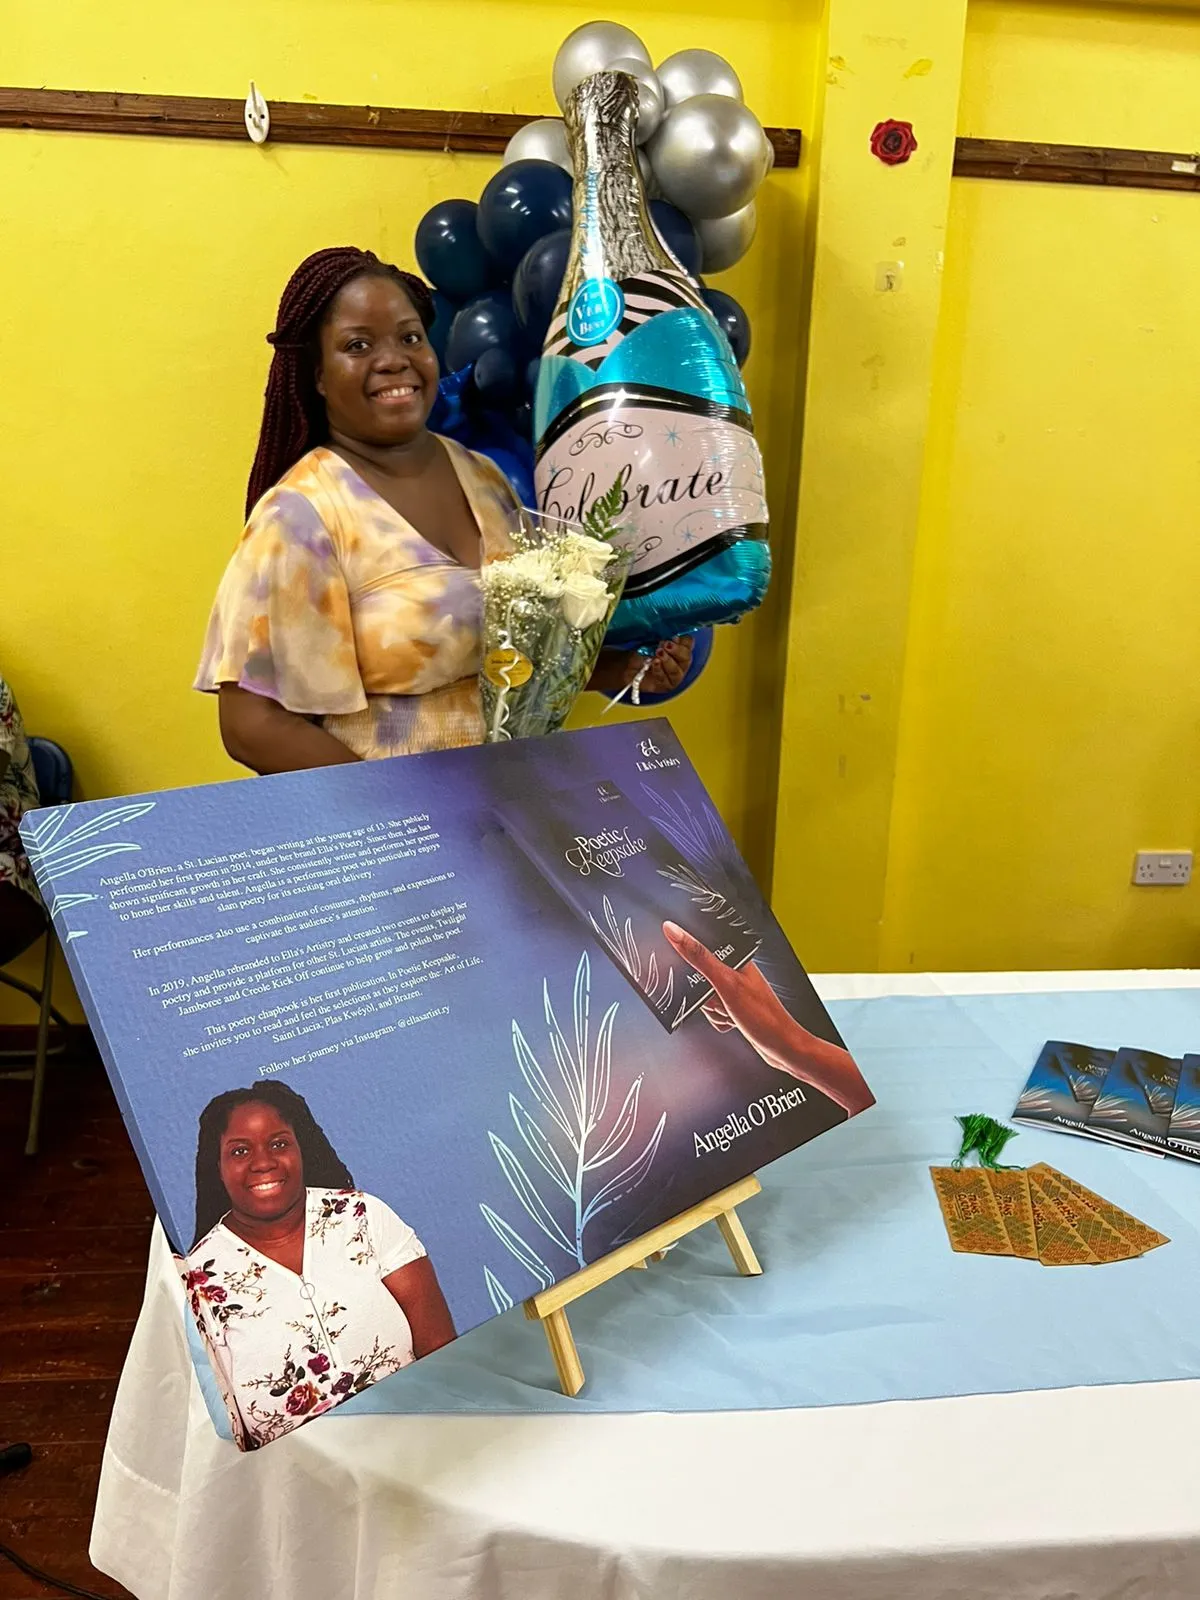 The
Very
Best
Celebrate
EA
Ella's Artistry
Poetic
Keepsake
Angella O'Brien, a St. Lucian poet, began writing at the young age of 13. She publicly
performed her first poem in 2014, under her brand Ella's Poetry. Since then, she has
shown significant growth in her craft. She consistently writes and performs her poems
to hone her skills and talent. Angella is a performance poet who particularly enjoys
slam poetry for its exciting oral delivery.
Her performances also use a combination of costumes, rhythms, and expressions to
captivate the audience's attention.
In 2019, Angella rebranded to Ella's Artistry and created two events to display her
poetry and provide a platform for other St. Lucian artists. The events, Twilight
Jamboree and Creole Kick Off continue to help grow and polish the poet.
This poetry chapbook is her first publication. In Poetic Keepsake,
she invites you to read and feel the selections as they explore the Art of Life,
Saint Lucia, Plas Kwéyòl, and Brazen.
Follow her journey via Instagram- @ellasartist.ry
Brien
Angella O'Brien
Angella
Angella O'Brien